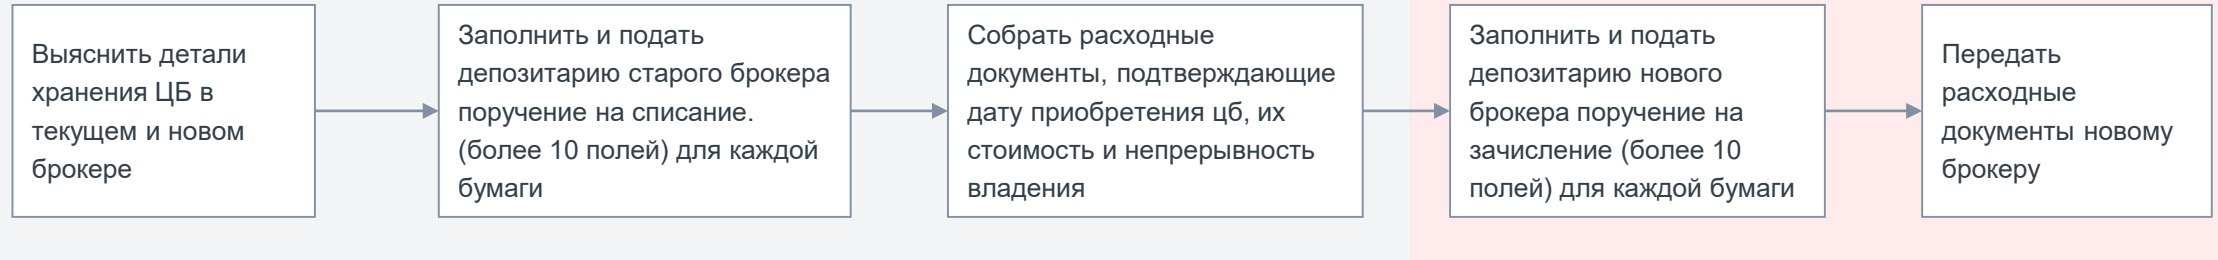 Выяснить детали
хранения ЦБ в
текущем и новом
брокере
Заполнить и подать
депозитарию старого брокера
поручение на списание.
(более 10 полей) для каждой
бумаги
Собрать расходные
документы, подтверждающие
дату приобретения цб, их
стоимость и непрерывность
владения
Заполнить и подать
депозитарию нового
брокера поручение на
зачисление (более 10
полей) для каждой бумаги
Передать
расходные
документы новому
брокеру